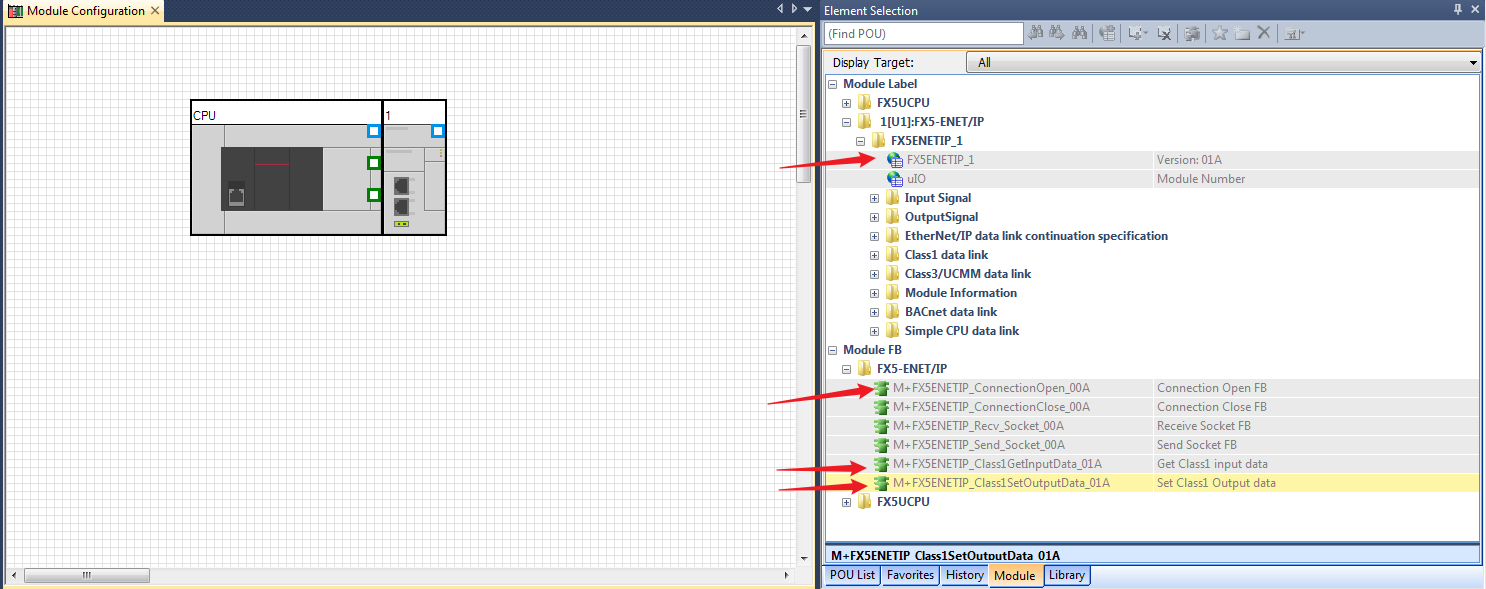 Module Configuration
CPU
1
Element Selection
(Find POU)
Display Target:
All
Module Label
FX5UCPU
1[U1]:FX5-ENET/IP
FX5ENETIP_1
FX5ENETIP_1 Version: 01A
uIO Module Number
Input Signal
OutputSignal
EtherNet/IP data link continuation specification
Class1 data link
Class3/UCMM data link
Module Information
BACnet data link
Simple CPU data link
Module FB
FX5-ENET/IP
M+FX5ENETIP_ConnectionOpen_00A Connection Open FB
M+FX5ENETIP_ConnectionClose_00A Connection Close FB
M+FX5ENETIP_Recv_Socket_00A Receive Socket FB
M+FX5ENETIP_Send_Socket_00A Send Socket FB
M+FX5ENETIP_Class1GetInputData_01A Get Class1 input data
M+FX5ENETIP_Class1SetOutputData_01A Set Class1 Output data
FX5UCPU
M+FX5ENETIP_Class1SetOutputData_01A
POU List Favorites History Module Library